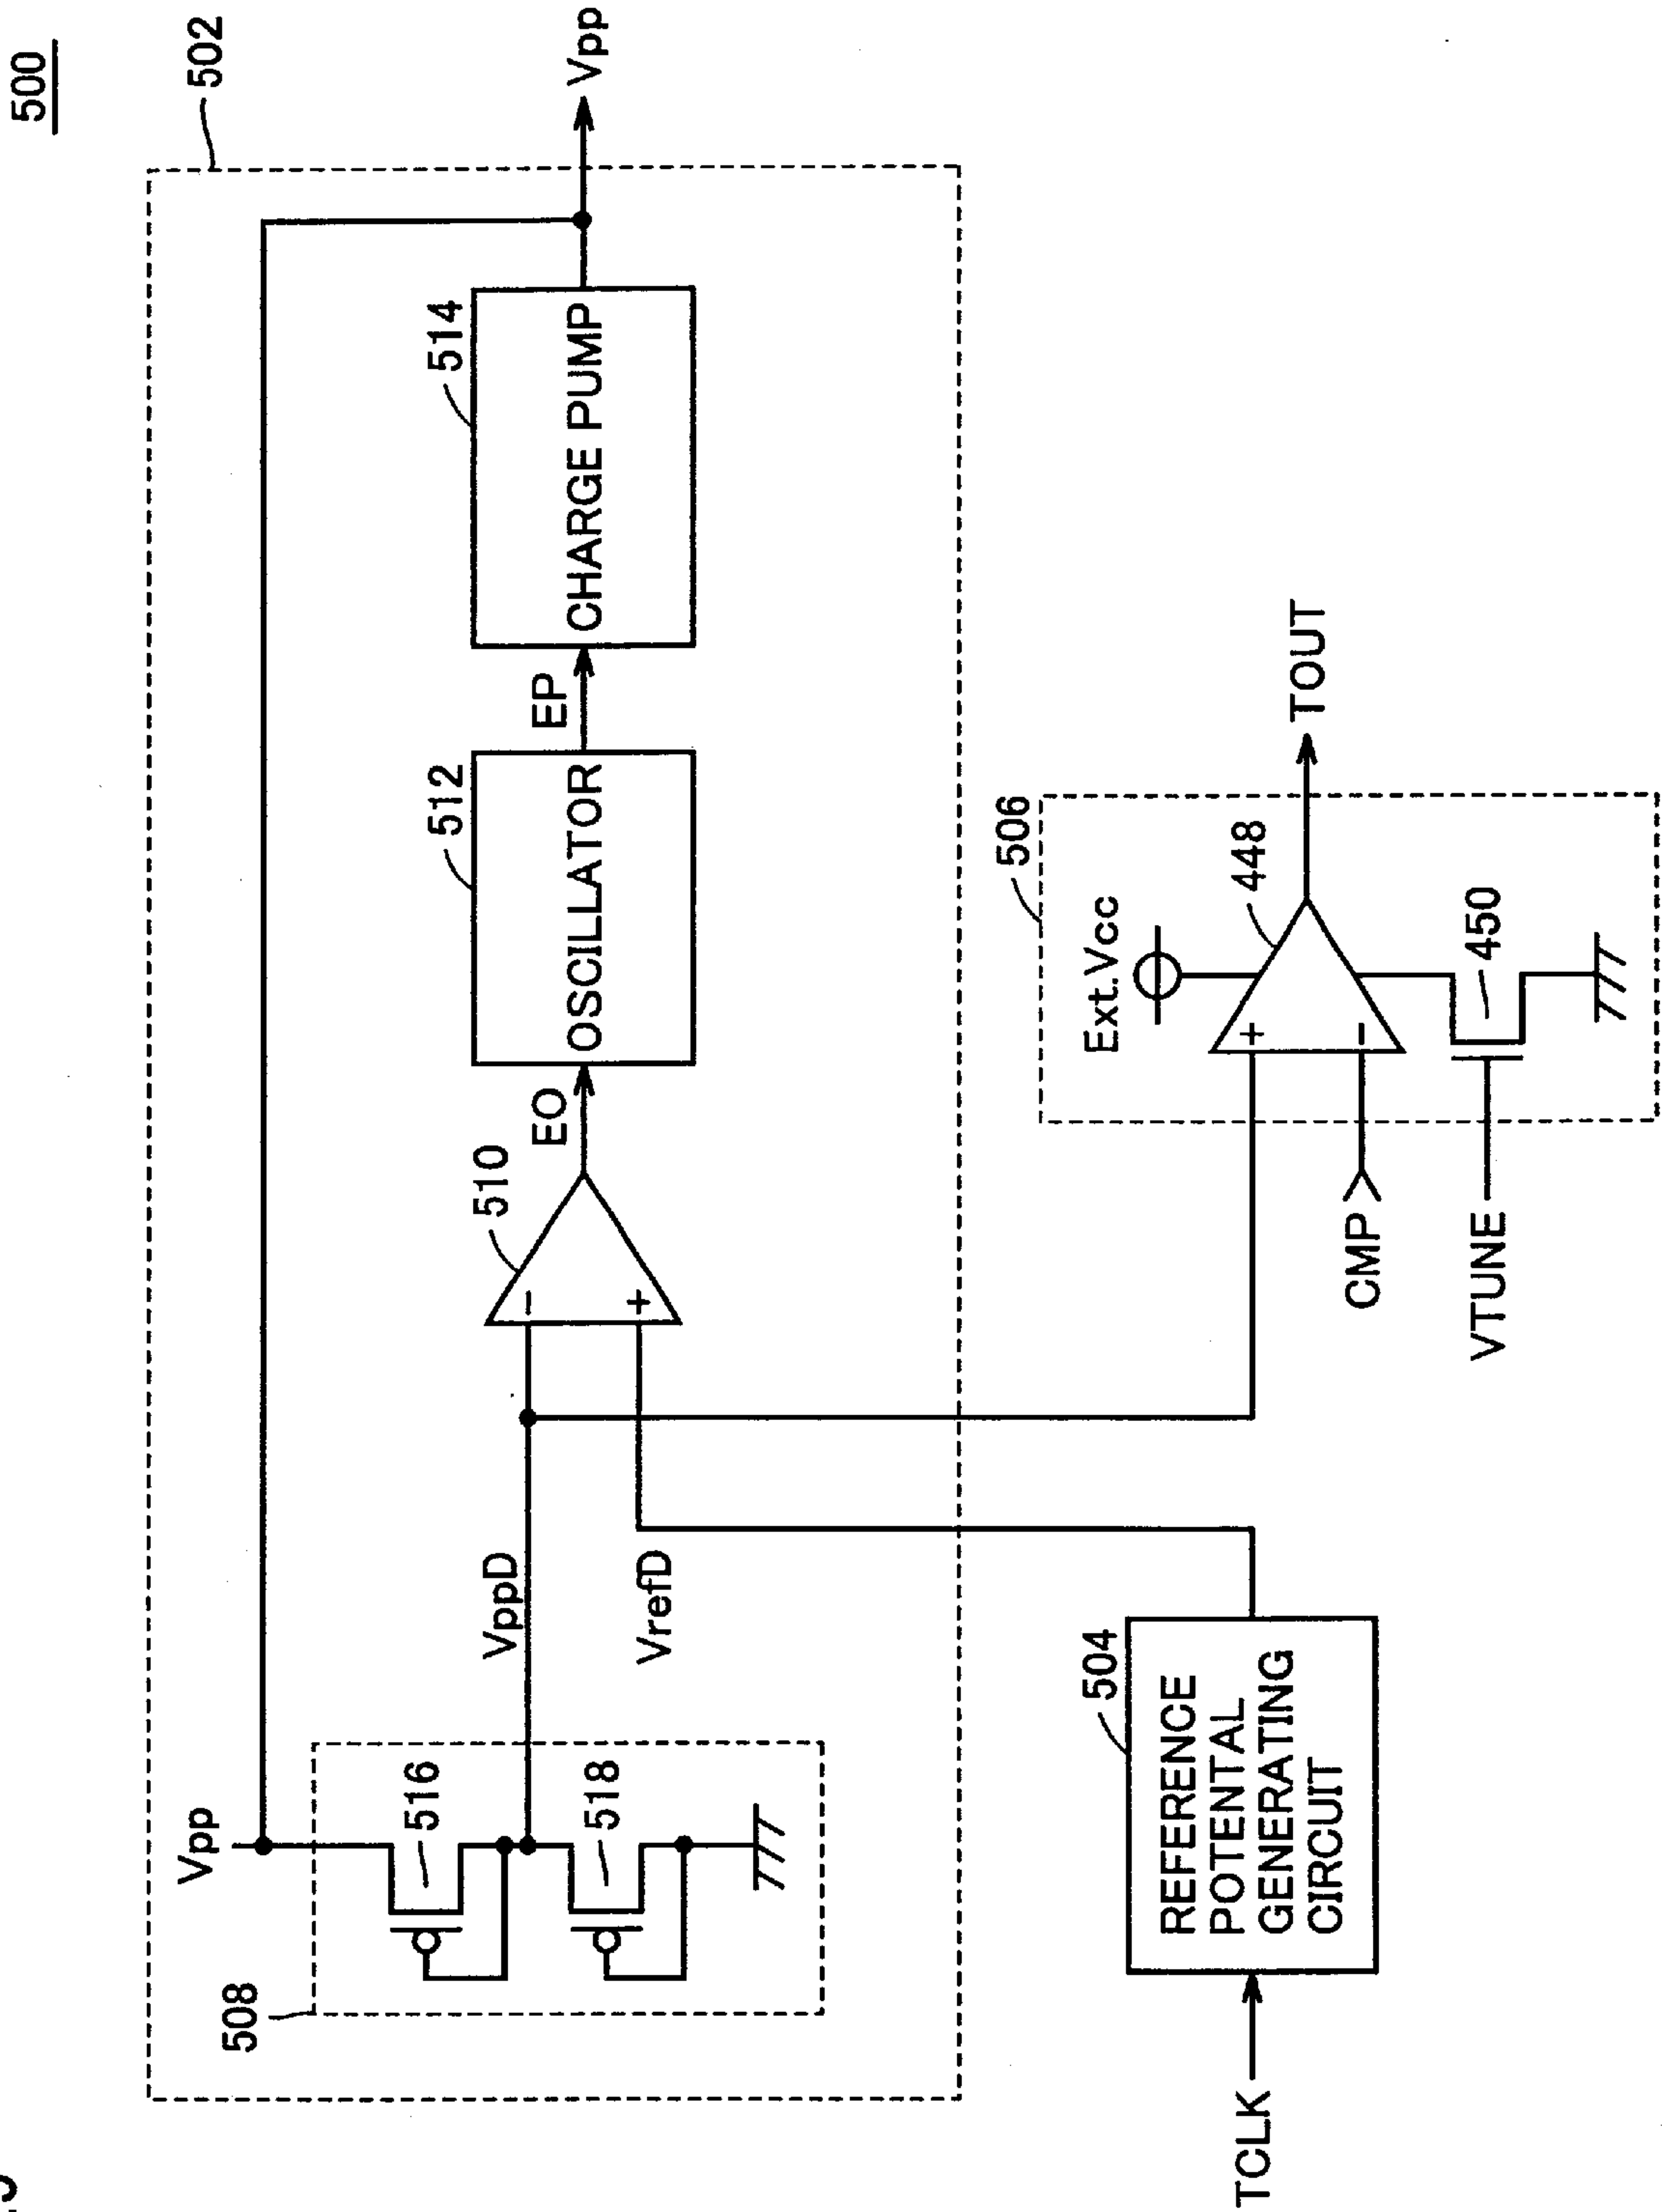 500
502
Vpp
Vpp
508
516
518
VppD
VrefD
510
EO
512
OSCILLATOR
EP
514
CHARGE PUMP
504
REFERENCE
POTENTAL
GENERATING
CIRCUIT
TCLK
506
Ext.Vcc
448
450
CMP
VTUNE
TOUT
−
+
+
−